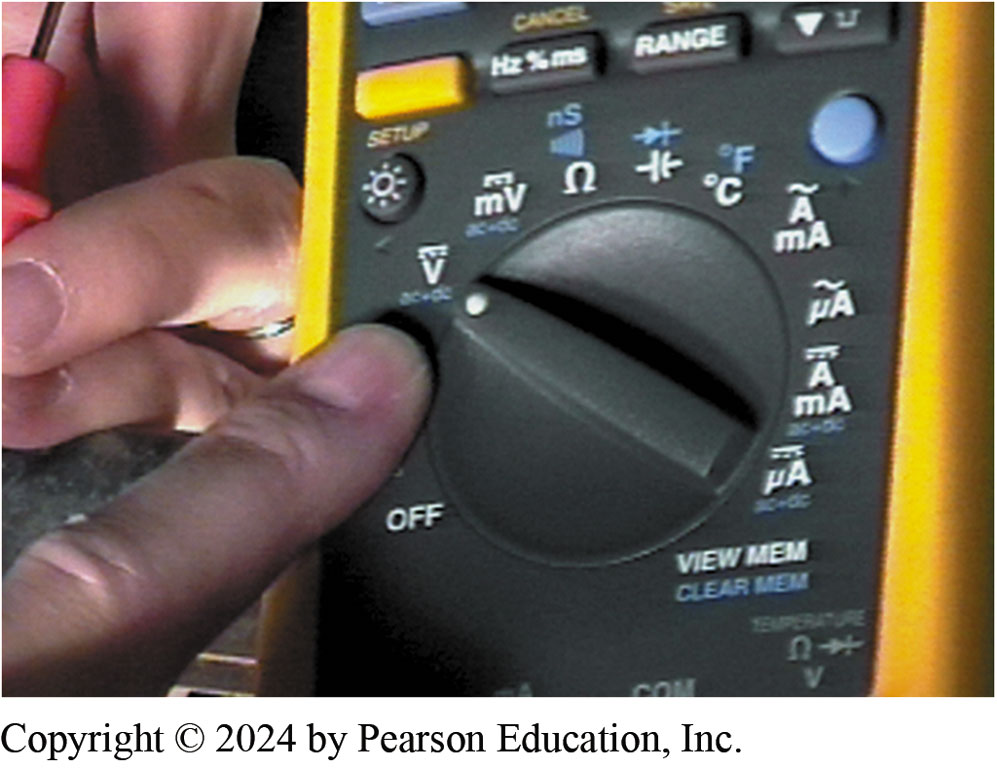 CANCEL
Hz % ms
RANGE
SETUP
nS
Ω
°F
°C
mV
ac+dc
V
ac+dc
A
mA
μA
A
mA
ac+dc
μA
ac+dc
OFF
VIEW MEM
CLEAR MEM
TEMPERATURE
Ω
V
COM
Copyright © 2024 by Pearson Education, Inc.